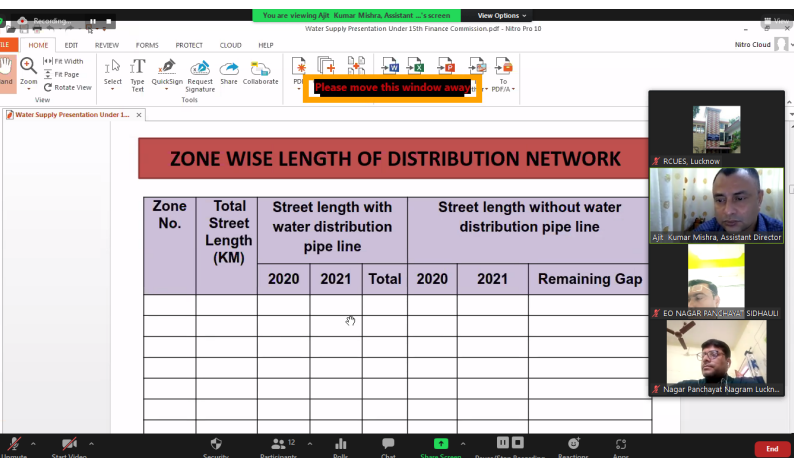 Recording...
You are viewing Ajit Kumar Mishra, Assistant ...'s screen
View Options
View
Water Supply Presentation Under 15th Finance Commission.pdf - Nitro Pro 10
HOME EDIT REVIEW FORMS PROTECT CLOUD HELP
Nitro Cloud
Zoom
Fit Width
Fit Page
Rotate View
View
Select
Type Text
QuickSign
Request Signature
Share
Collaborate
Tools
To PDF/A
Please move this window away
Water Supply Presentation Under 1...
ZONE WISE LENGTH OF DISTRIBUTION NETWORK
Zone No.
Total Street Length (KM)
Street length with water distribution pipe line
Street length without water distribution pipe line
2020 2021 Total 2020 2021 Remaining Gap
RCUES, Lucknow
Ajit Kumar Mishra, Assistant Director
EO NAGAR PANCHAYAT SIDHAULI
Nagar Panchayat Nagram Luckn...
12
Unmute
Start Video
Security
Participants
Polls
Chat
Share Screen
Pause/Stop Recording
Reactions
Apps
End